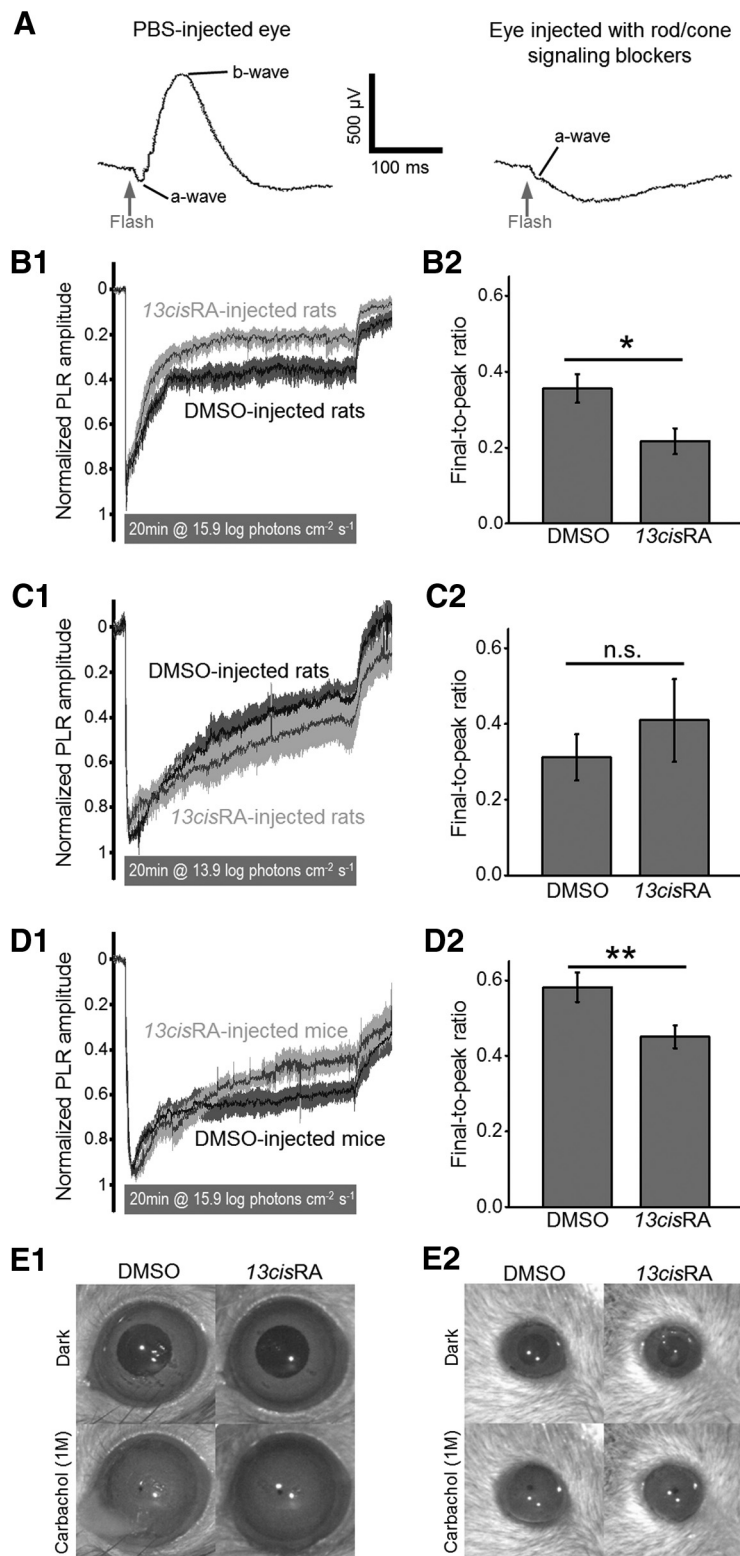 A
PBS-injected eye
Eye injected with rod/cone
signaling blockers
b-wave
a-wave
Flash
500 µV
100 ms
a-wave
Flash
B1
Normalized PLR amplitude
0
0.2
0.4
0.6
0.8
1
13cisRA-injected rats
DMSO-injected rats
20min @ 15.9 log photons cm-2 s-1
B2
Final-to-peak ratio
0.6
0.4
0.2
0.0
*
DMSO
13cisRA
C1
Normalized PLR amplitude
0
0.2
0.4
0.6
0.8
1
DMSO-injected rats
13cisRA-injected rats
20min @ 13.9 log photons cm-2 s-1
C2
Final-to-peak ratio
0.6
0.4
0.2
0.0
n.s.
DMSO
13cisRA
D1
Normalized PLR amplitude
0
0.2
0.4
0.6
0.8
1
13cisRA-injected mice
DMSO-injected mice
20min @ 15.9 log photons cm-2 s-1
D2
Final-to-peak ratio
0.6
0.4
0.2
0.0
**
DMSO
13cisRA
E1
DMSO
13cisRA
Dark
Carbachol (1M)
E2
DMSO
13cisRA
Dark
Carbachol (1M)